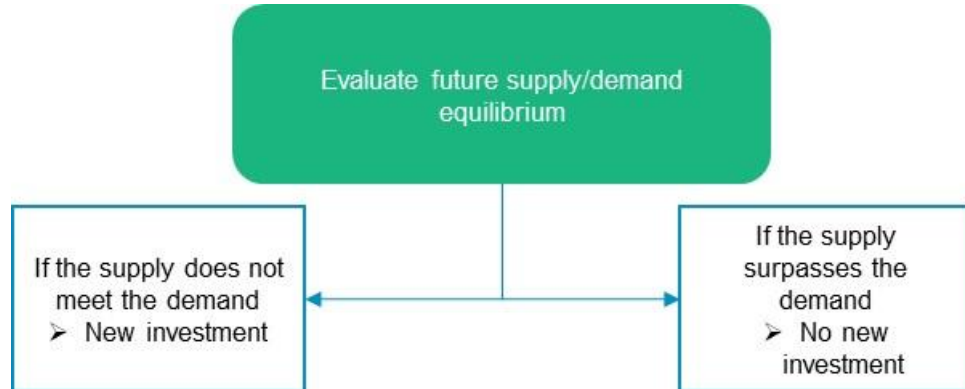 Evaluate future supply/demand
equilibrium
If the supply does not
meet the demand
➢ New investment
If the supply
surpasses the
demand
➢ No new
investment